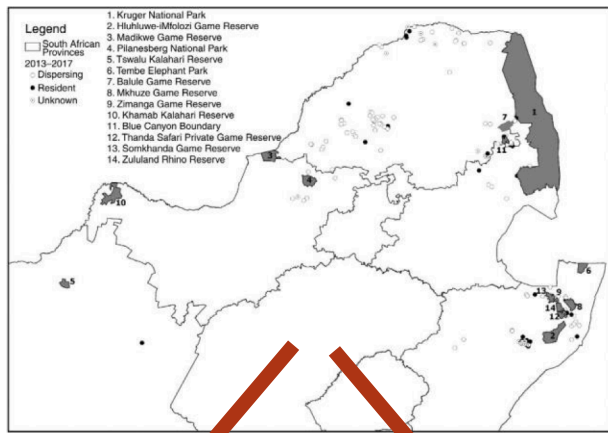 Legend
South African
Provinces
2013–2017
Dispersing
Resident
Unknown
1. Kruger National Park
2. Hluhluwe-iMfolozi Game Reserve
3. Madikwe Game Reserve
4. Pilanesberg National Park
5. Tswalu Kalahari Reserve
6. Tembe Elephant Park
7. Balule Game Reserve
8. Mkhuze Game Reserve
9. Zimanga Game Reserve
10. Khamab Kalahari Reserve
11. Blue Canyon Boundary
12. Thanda Safari Private Game Reserve
13. Somkhanda Game Reserve
14. Zululand Rhino Reserve
1
7
11
3
4
10
5
6
13
9
14
8
12
2